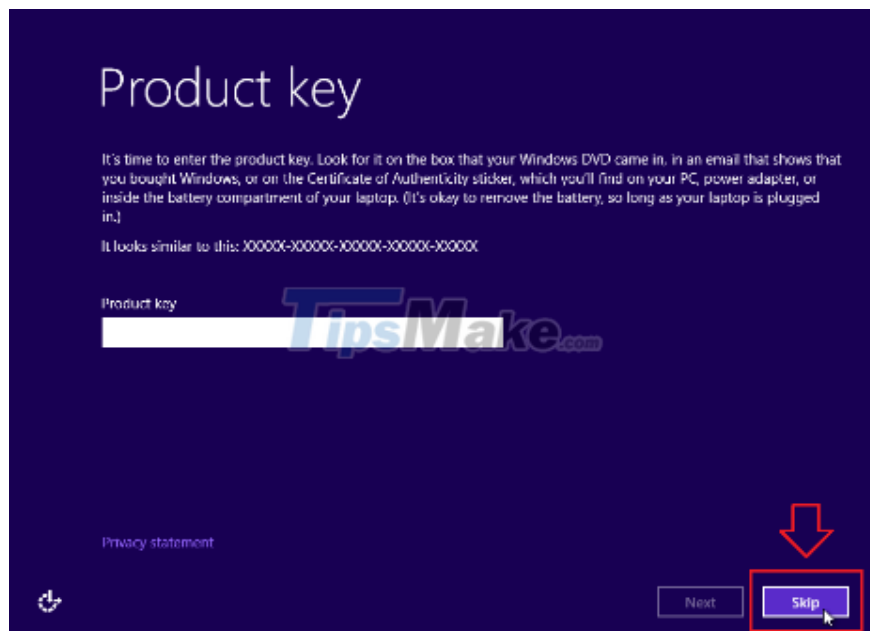 Product key
It's time to enter the product key. Look for it on the box that your Windows DVD came in, in an email that shows that
you bought Windows, or on the Certificate of Authenticity sticker, which you'll find on your PC, power adapter, or
inside the battery compartment of your laptop. (It's okay to remove the battery, so long as your laptop is plugged
in.)
It looks similar to this: XXXXX-XXXXX-XXXXX-XXXXX-XXXXX
Product key
TipsMake.com
Privacy statement
Next
Skip